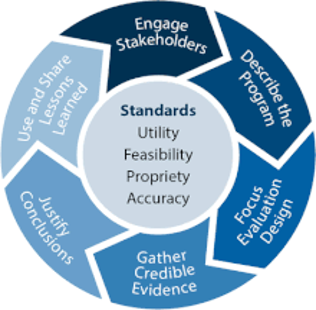 Engage
Stakeholders
Describe the
Program
Focus
Evaluation
Design
Gather
Credible
Evidence
Justify
Conclusions
Use and Share
Lessons
Learned
Standards
Utility
Feasibility
Propriety
Accuracy